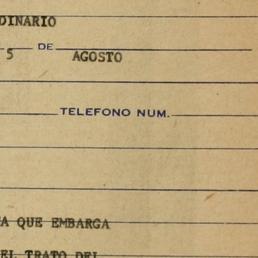 DINARIO
DE
5 AGOSTO
TELEFONO NUM.
A QUE EMBARGA
EL TRATO DEL